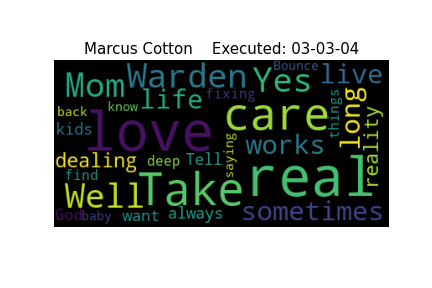 Marcus Cotton    Executed: 03-03-04
Bounce
Mom Warden Yes live
life fixing
back know love care long things
kids works reality
dealing deep Tell saying
find Take real
Well
God baby want always sometimes